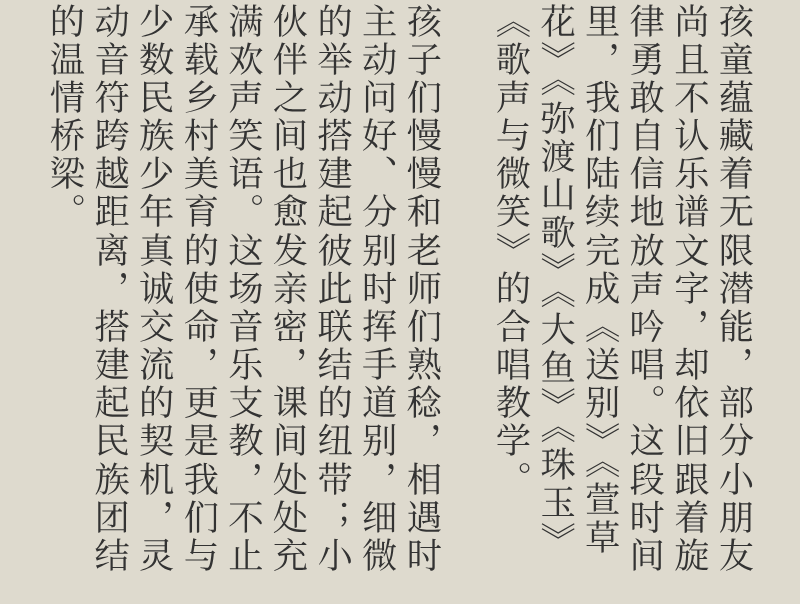 孩童蕴藏着无限潜能，部分小朋友
尚且不认乐谱文字，却依旧跟着旋
律勇敢自信地放声吟唱。这段时间
里，我们陆续完成《送别》《萱草
花》《弥渡山歌》《大鱼》《珠玉》
《歌声与微笑》的合唱教学。
孩子们慢慢和老师们熟稔，相遇时
主动问好、分别时挥手道别，细微
的举动搭建起彼此联结的纽带；小
伙伴之间也愈发亲密，课间处处充
满欢声笑语。这场音乐支教，不止
承载乡村美育的使命，更是我们与
少数民族少年真诚交流的契机，灵
动音符跨越距离，搭建起民族团结
的温情桥梁。